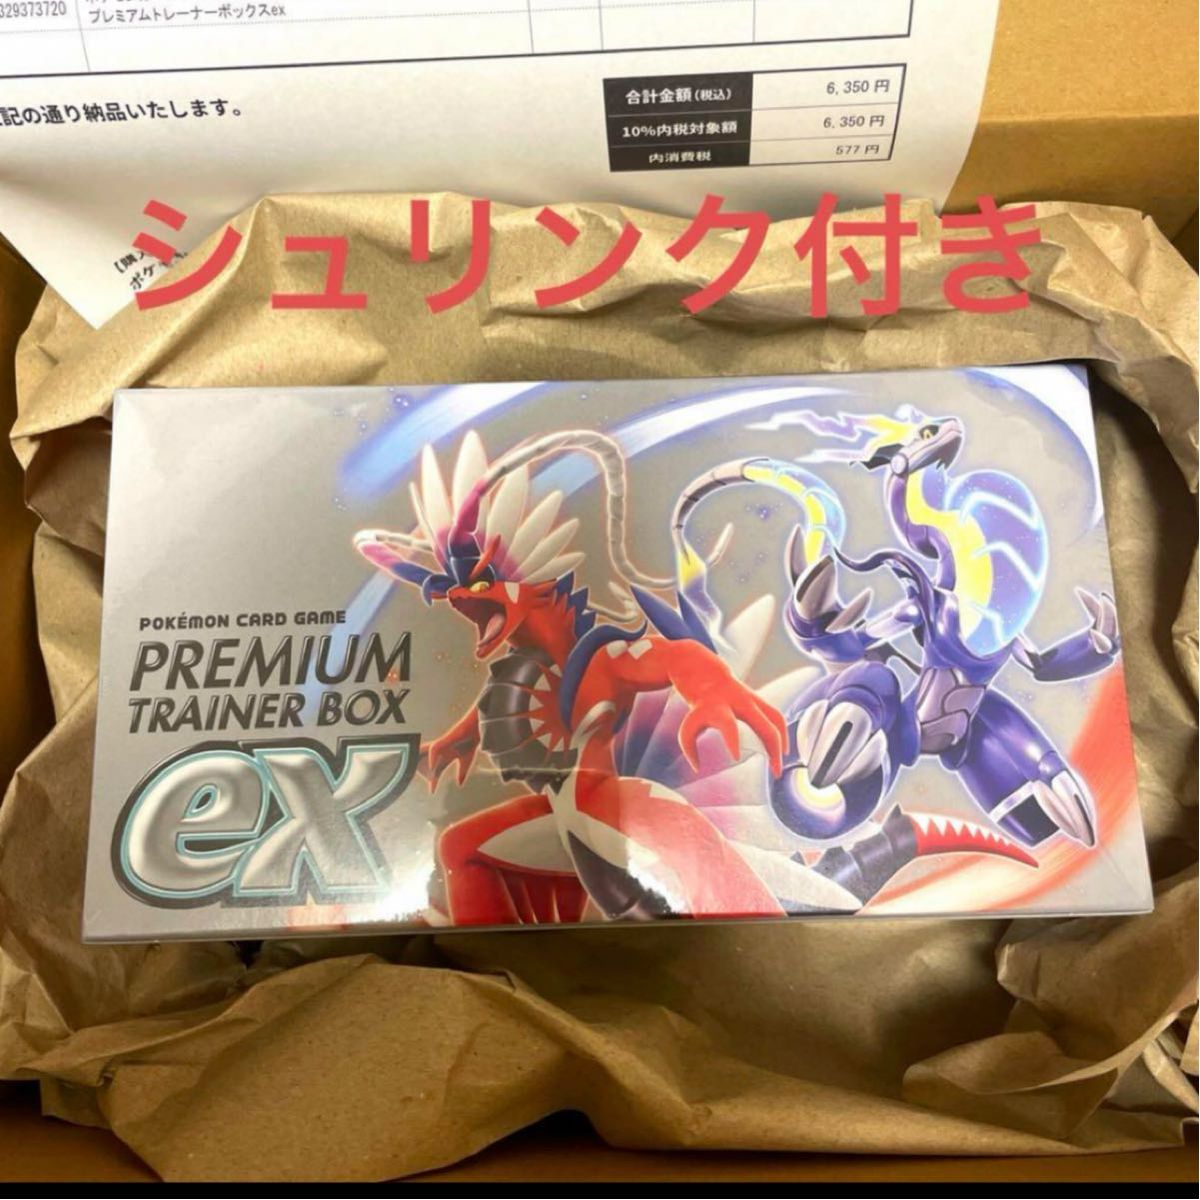 329373720
プレミアムトレーナーボックスex
記の通り納品いたします。
合計金額(税込) 6,350 円
10%内税対象額 6,350 円
内消費税 577 円
シュリンク付き
POKÉMON CARD GAME
PREMIUM
TRAINER BOX
ex